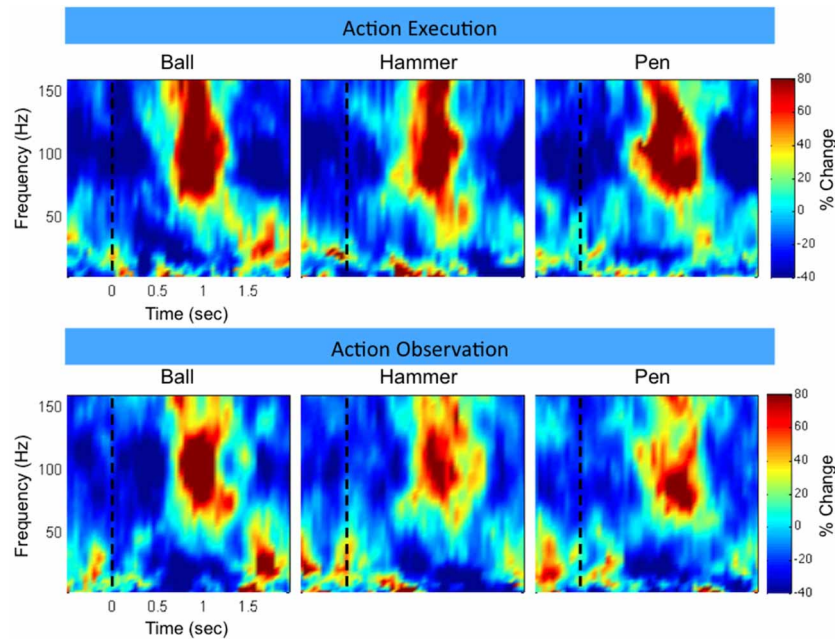 Action Execution
Ball Hammer Pen
Frequency (Hz)
150
100
50
0 0.5 1 1.5
Time (sec)
80
60
40
20
0
-20
-40
% Change
Action Observation
Ball Hammer Pen
Frequency (Hz)
150
100
50
0 0.5 1 1.5
Time (sec)
80
60
40
20
0
-20
-40
% Change